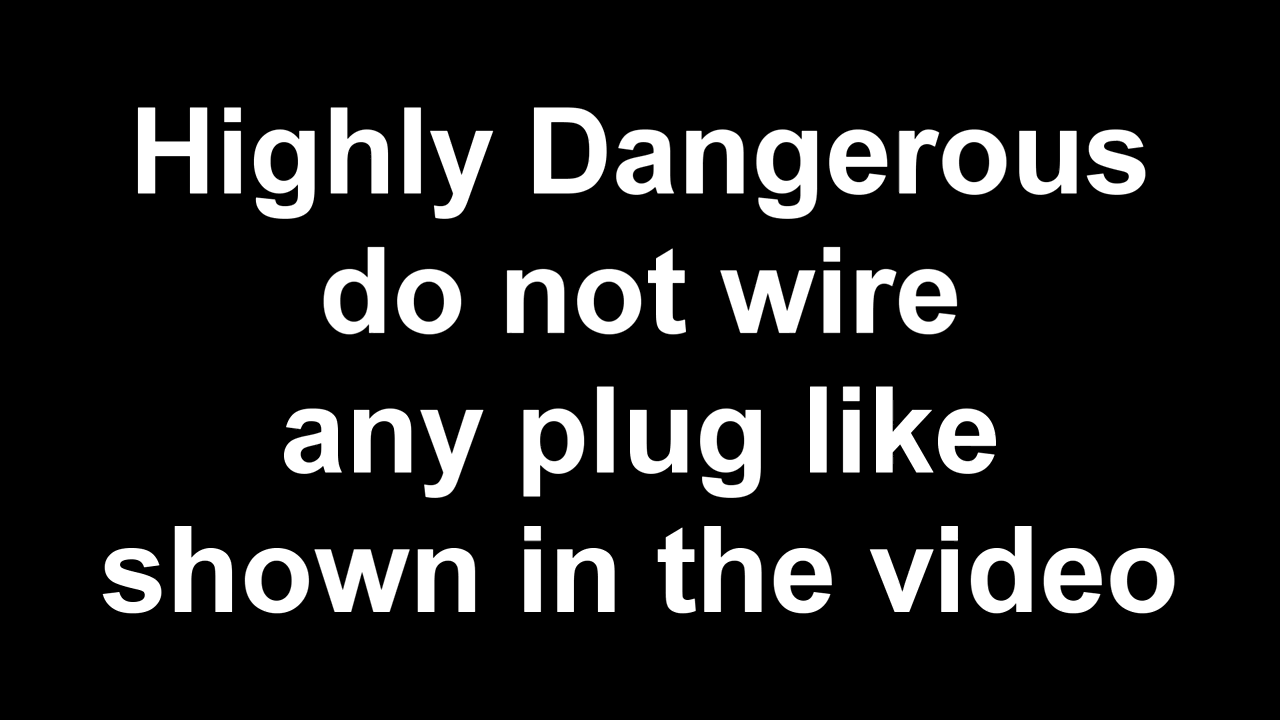 Highly Dangerous
do not wire
any plug like
shown in the video